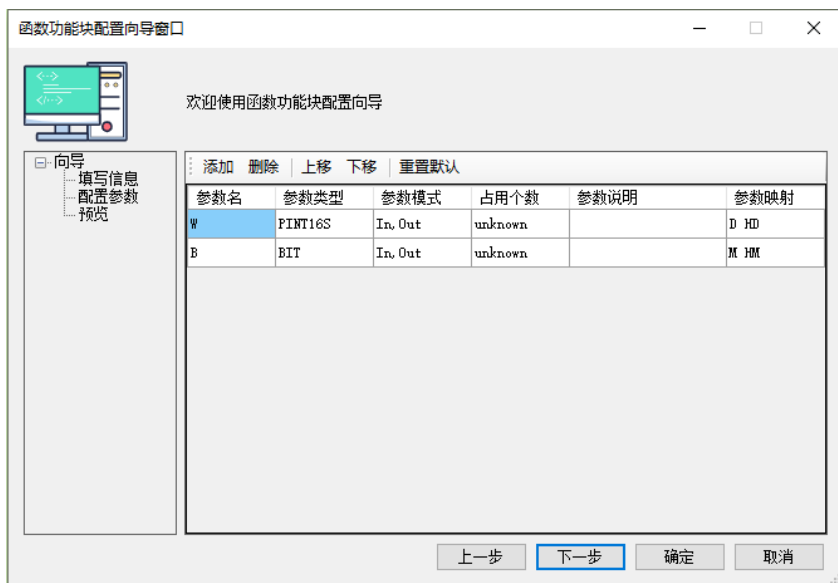 函数功能块配置向导窗口
<··>
</···>
欢迎使用函数功能块配置向导
向导
填写信息
配置参数
预览
添加 删除 上移 下移 重置默认
参数名 参数类型 参数模式 占用个数 参数说明 参数映射
W PINT16S In,Out unknown D HD
B BIT In,Out unknown M HM
上一步 下一步 确定 取消